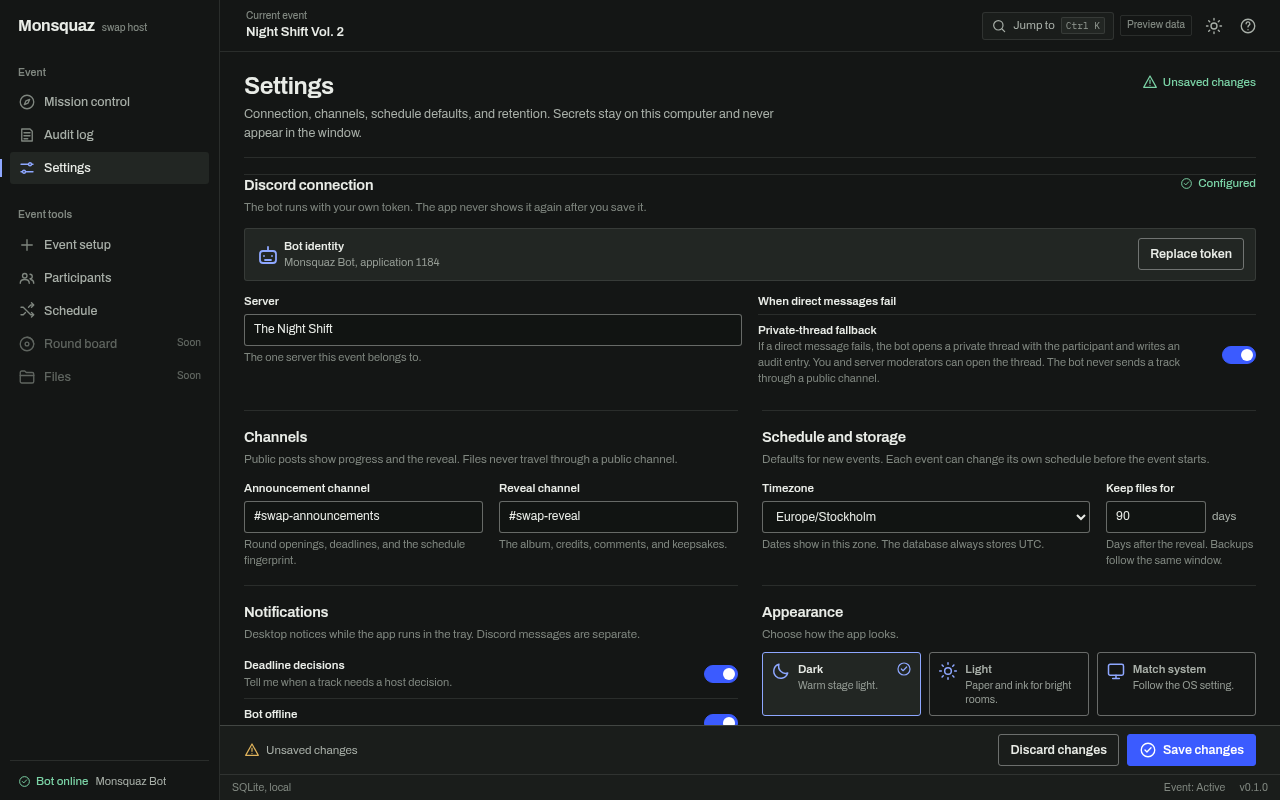 Monsquaz swap host
Current event
Night Shift Vol. 2
Jump to Ctrl K
Preview data
Event
Mission control
Audit log
Settings
Event tools
Event setup
Participants
Schedule
Round board Soon
Files Soon
Bot online Monsquaz Bot
Settings
Unsaved changes
Connection, channels, schedule defaults, and retention. Secrets stay on this computer and never
appear in the window.
Discord connection
Configured
The bot runs with your own token. The app never shows it again after you save it.
Bot identity
Monsquaz Bot, application 1184
Replace token
Server
The Night Shift
The one server this event belongs to.
When direct messages fail
Private-thread fallback
If a direct message fails, the bot opens a private thread with the participant and writes an
audit entry. You and server moderators can open the thread. The bot never sends a track
through a public channel.
Channels
Public posts show progress and the reveal. Files never travel through a public channel.
Announcement channel
#swap-announcements
Round openings, deadlines, and the schedule
fingerprint.
Reveal channel
#swap-reveal
The album, credits, comments, and keepsakes.
Schedule and storage
Defaults for new events. Each event can change its own schedule before the event starts.
Timezone
Europe/Stockholm
Dates show in this zone. The database always stores UTC.
Keep files for
90 days
Days after the reveal. Backups
follow the same window.
Notifications
Desktop notices while the app runs in the tray. Discord messages are separate.
Deadline decisions
Tell me when a track needs a host decision.
Bot offline
Appearance
Choose how the app looks.
Dark
Warm stage light.
Light
Paper and ink for bright
rooms.
Match system
Follow the OS setting.
Unsaved changes
Discard changes
Save changes
SQLite, local
Event: Active v0.1.0